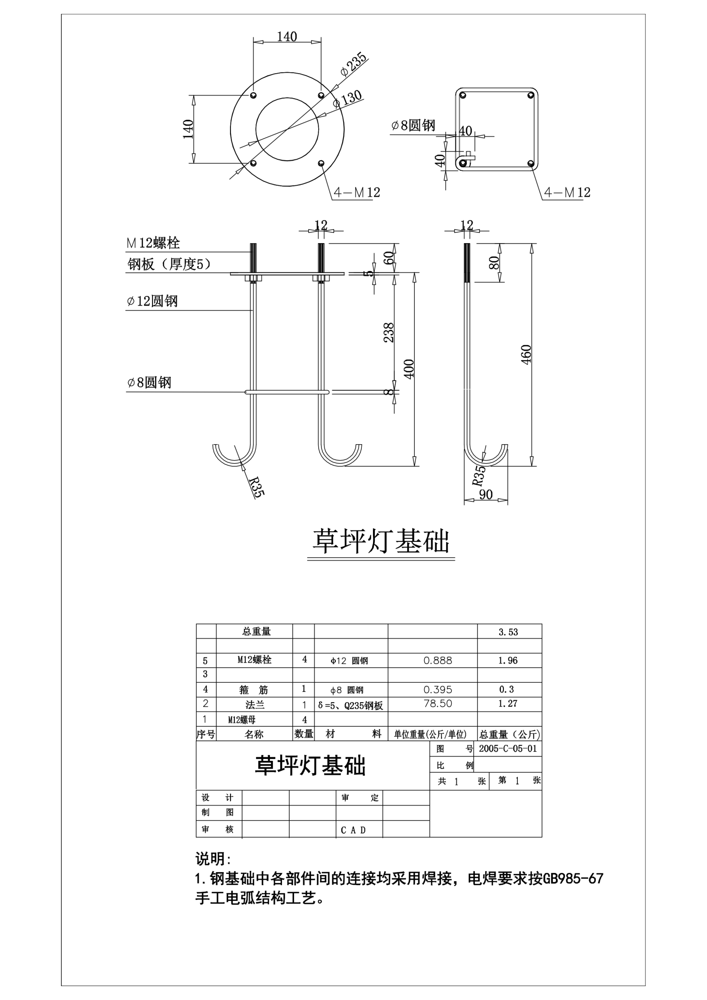 140
ϕ235
ϕ130
140
4-M12
ϕ8圆钢
40
40
4-M12
12
12
M12螺栓
钢板（厚度5）
60
5
80
ϕ12圆钢
238
400
460
ϕ8圆钢
8
R35
R35
90
草坪灯基础
总重量 3.53
5 M12螺栓 4 ϕ12 圆钢 0.888 1.96
3
4 箍 筋 1 ϕ8 圆钢 0.395 0.3
2 法兰 1 δ=5、Q235钢板 78.50 1.27
1 M12螺母 4
序号 名称 数量 材 料 单位重量(公斤/单位) 总重量（公斤)
草坪灯基础
图 号 2005-C-05-01
比 例
共 1 张 第 1 张
设 计 审 定
制 图
审 核 CAD
说明:
1.钢基础中各部件间的连接均采用焊接，电焊要求按GB985-67
手工电弧结构工艺。